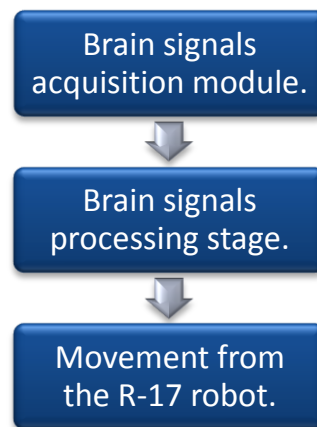 Brain signals
acquisition module.
Brain signals
processing stage.
Movement from
the R-17 robot.